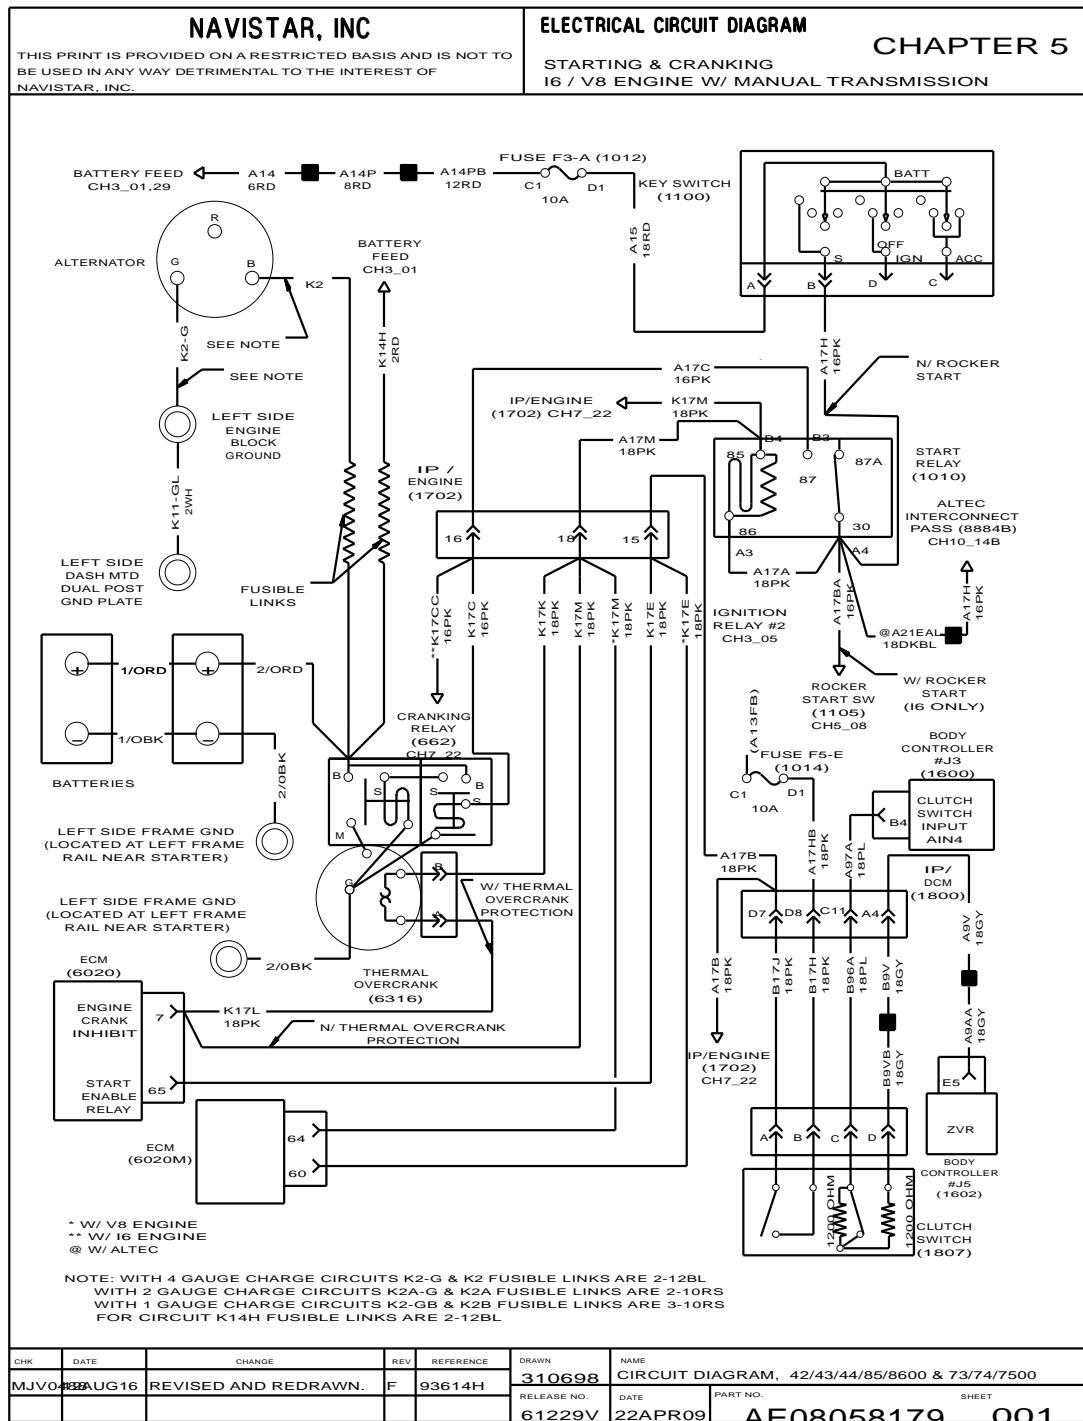 NAVISTAR, INC
THIS PRINT IS PROVIDED ON A RESTRICTED BASIS AND IS NOT TO
BE USED IN ANY WAY DETRIMENTAL TO THE INTEREST OF
NAVISTAR, INC.
ELECTRICAL CIRCUIT DIAGRAM
CHAPTER 5
STARTING & CRANKING
I6 / V8 ENGINE W/ MANUAL TRANSMISSION
BATTERY FEED
CH3_01,29
A14
6RD
A14P
8RD
A14PB
12RD
FUSE F3-A (1012)
C1
D1
10A
KEY SWITCH
(1100)
A15
18RD
BATT
OFF
S
IGN
ACC
A
B
D
C
ALTERNATOR
R
G
B
K2
BATTERY
FEED
CH3_01
K14H
2RD
K2-G
SEE NOTE
SEE NOTE
LEFT SIDE
ENGINE
BLOCK
GROUND
K11-GL
2WH
LEFT SIDE
DASH MTD
DUAL POST
GND PLATE
FUSIBLE
LINKS
A17H
16PK
N/ ROCKER
START
A17C
16PK
IP/ENGINE
(1702) CH7_22
K17M
18PK
A17M
18PK
B4
B3
85
87
87A
86
30
A3
A4
START
RELAY
(1010)
ALTEC
INTERCONNECT
PASS (8884B)
CH10_14B
IP /
ENGINE
(1702)
16
18
15
A17A
18PK
A17BA
16PK
A17H
16PK
IGNITION
RELAY #2
CH3_05
@A21EAL
18DKBL
**K17CC
16PK
K17C
16PK
K17K
18PK
K17M
18PK
*K17M
18PK
K17E
18PK
*K17E
18PK
1/ORD
2/ORD
1/OBK
2/0BK
BATTERIES
CRANKING
RELAY
(662)
CH7_22
ROCKER
START SW
(1105)
CH5_08
W/ ROCKER
START
(I6 ONLY)
(A13FB)
FUSE F5-E
(1014)
C1
D1
10A
BODY
CONTROLLER
#J3
(1600)
CLUTCH
SWITCH
INPUT
AIN4
B4
B
S
S
B
S
M
G
B
A
LEFT SIDE FRAME GND
(LOCATED AT LEFT FRAME
RAIL NEAR STARTER)
LEFT SIDE FRAME GND
(LOCATED AT LEFT FRAME
RAIL NEAR STARTER)
2/0BK
W/ THERMAL
OVERCRANK
PROTECTION
THERMAL
OVERCRANK
(6316)
A17B
18PK
A17HB
18PK
A97A
18PL
IP/
DCM
(1800)
D7
D8
C11
A4
A9V
18GY
A17B
18PK
B17J
18PK
B17H
18PK
B96A
18PL
B9V
18GY
B9VB
18GY
A9AA
18GY
ECM
(6020)
ENGINE
CRANK
INHIBIT
7
START
ENABLE
RELAY
65
K17L
18PK
N/ THERMAL OVERCRANK
PROTECTION
IP/ENGINE
(1702)
CH7_22
E5
ZVR
BODY
CONTROLLER
#J5
(1602)
ECM
(6020M)
64
60
A
B
C
D
1200 OHM
1200 OHM
CLUTCH
SWITCH
(1807)
* W/ V8 ENGINE
** W/ I6 ENGINE
@ W/ ALTEC
NOTE: WITH 4 GAUGE CHARGE CIRCUITS K2-G & K2 FUSIBLE LINKS ARE 2-12BL
WITH 2 GAUGE CHARGE CIRCUITS K2A-G & K2A FUSIBLE LINKS ARE 2-10RS
WITH 1 GAUGE CHARGE CIRCUITS K2-GB & K2B FUSIBLE LINKS ARE 3-10RS
FOR CIRCUIT K14H FUSIBLE LINKS ARE 2-12BL
CHK DATE CHANGE REV REFERENCE
REVISED AND REDRAWN. F 93614H
DRAWN
310698
NAME
CIRCUIT DIAGRAM, 42/43/44/85/8600 & 73/74/7500
RELEASE NO.
61229V
DATE
22APR09
PART NO.
AE08058179
SHEET
001